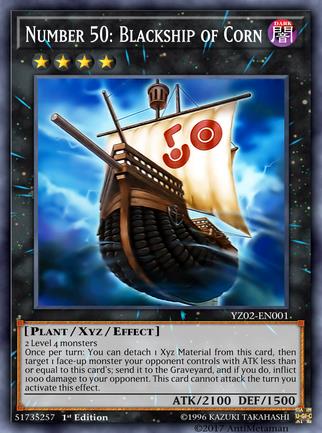 Number 50: Blackship of Corn
DARK
闇
50
YZ02-EN001
[Plant / Xyz / Effect]
2 Level 4 monsters
Once per turn: You can detach 1 Xyz Material from this card, then
target 1 face-up monster your opponent controls with ATK less than
or equal to this card's; send it to the Graveyard, and if you do, inflict
1000 damage to your opponent. This card cannot attack the turn you
activate this effect.
ATK/2100 DEF/1500
51735257 1st Edition ©1996 KAZUKI TAKAHASHI
©2017 AntiMetaman